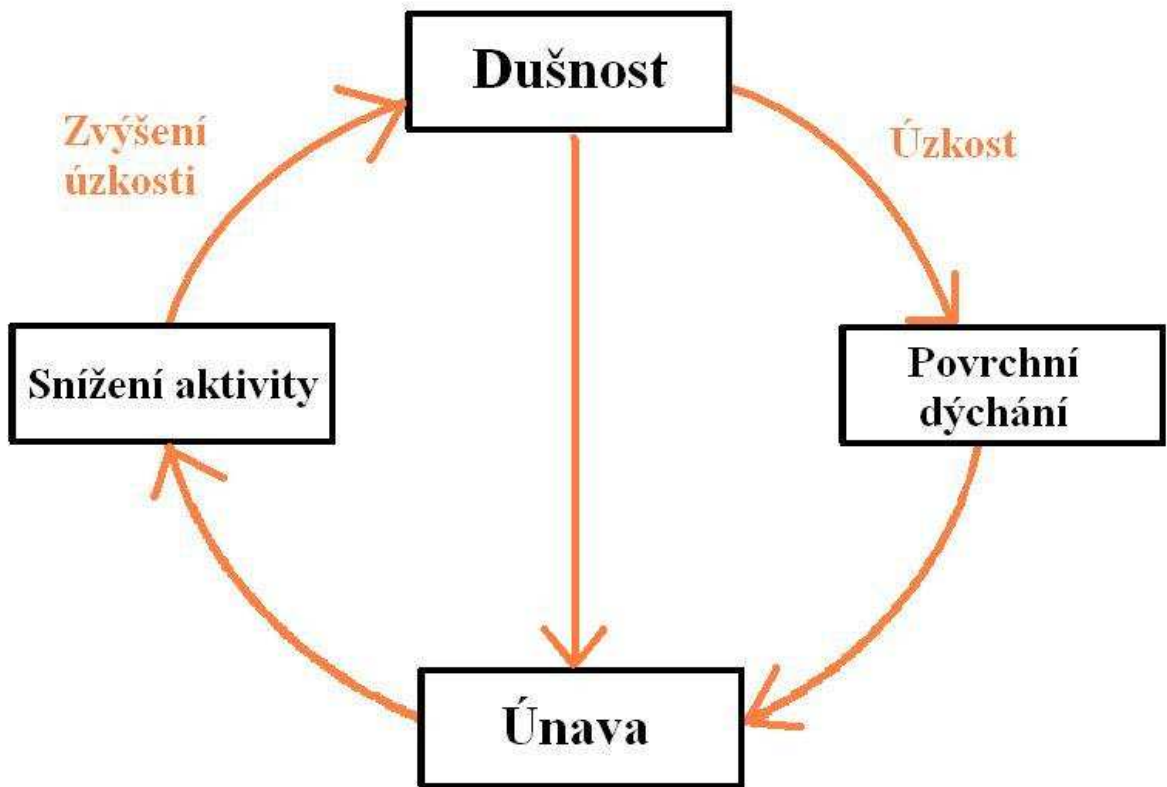 Dušnost
Zvýšení
úzkosti
Úzkost
Snížení aktivity
Povrchní
dýchání
Únava